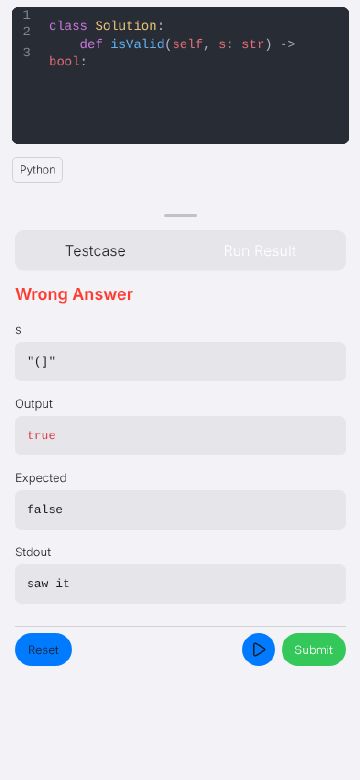 1
class Solution:
2
def isValid(self, s: str) ->
3
bool:
Python
Testcase
Run Result
Wrong Answer
s
"(]"
Output
true
Expected
false
Stdout
saw it
Reset
Submit